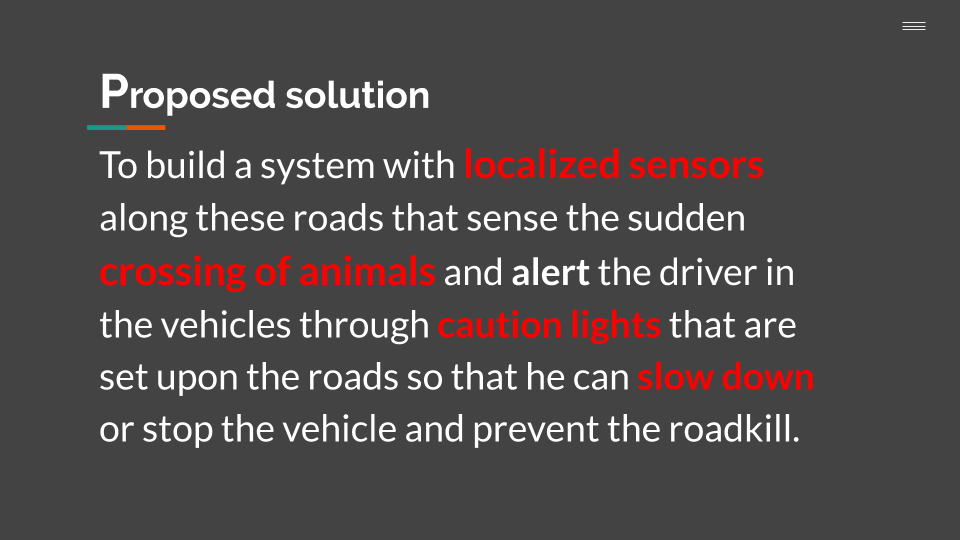 Proposed solution
To build a system with localized sensors
along these roads that sense the sudden
crossing of animals and alert the driver in
the vehicles through caution lights that are
set upon the roads so that he can slow down
or stop the vehicle and prevent the roadkill.